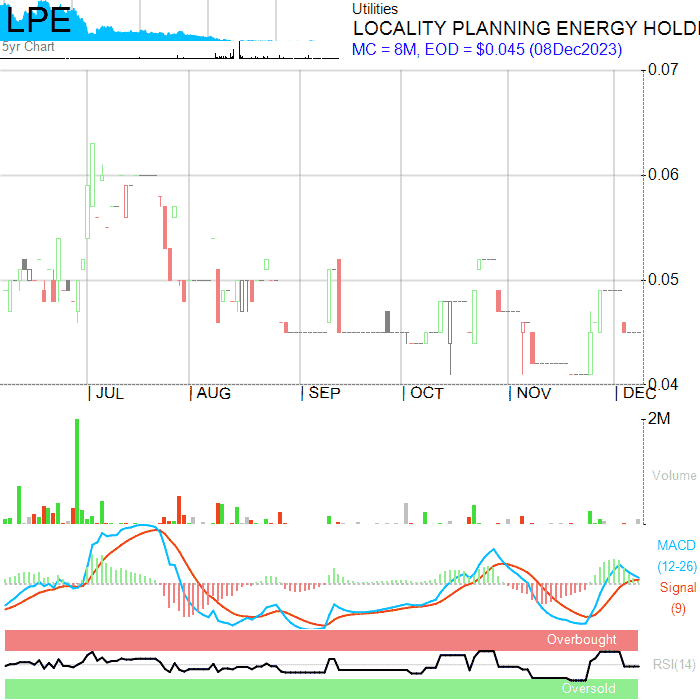 LPE
5yr Chart
Utilities
LOCALITY PLANNING ENERGY HOLDI
MC = 8M, EOD = $0.045 (08Dec2023)
0.07
0.06
0.05
0.04
JUL AUG SEP OCT NOV DEC
2M
Volume
MACD
(12-26)
Signal
(9)
Overbought
RSI(14)
Oversold